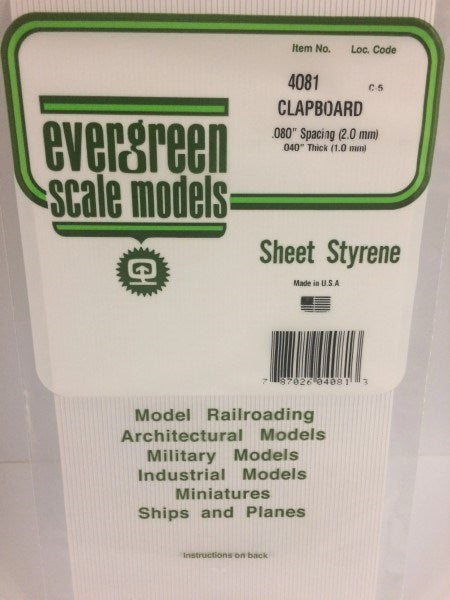 Item No. Loc. Code
4081 C-5
CLAPBOARD
.080" Spacing (2.0 mm)
.040" Thick (1.0 mm)
evergreen
scale models
Sheet Styrene
Made in U.S.A
7 87026 04081 3
Model Railroading
Architectural Models
Military Models
Industrial Models
Miniatures
Ships and Planes
Instructions on back